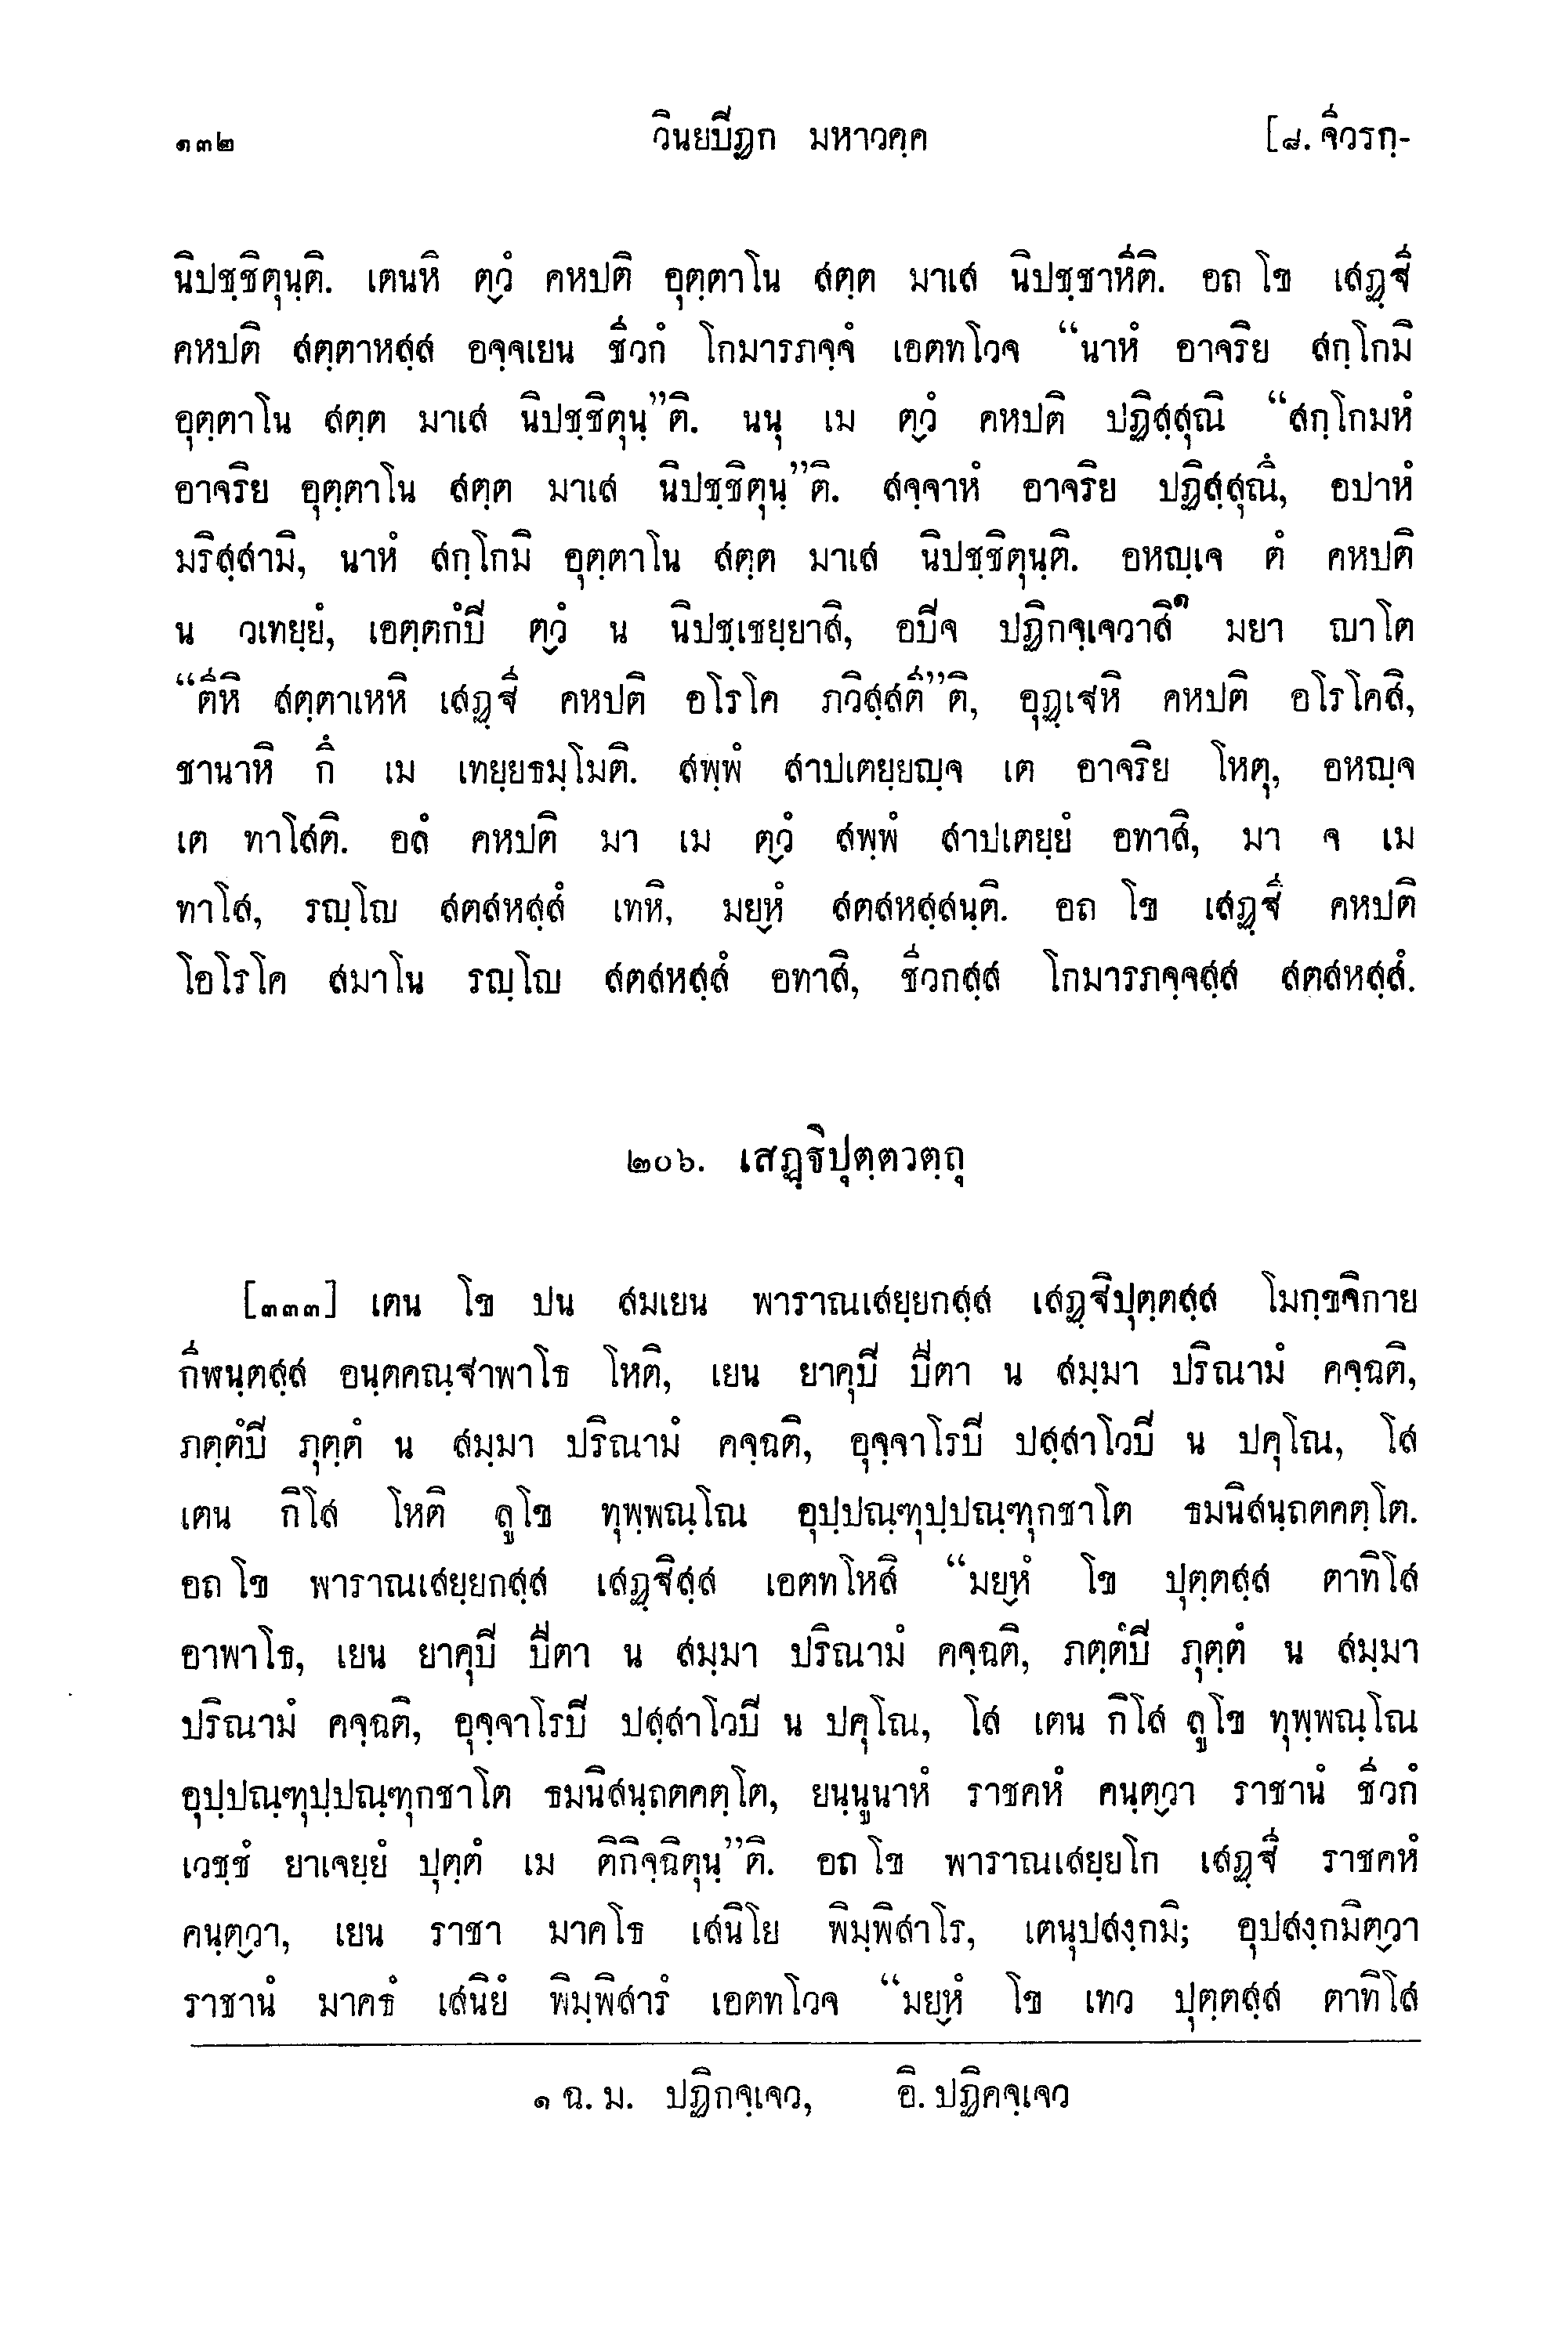 ๑๓๒ วินยปิฏก มหาวคฺค [๘. จีวรกฺ-
นิปชฺชิตุนฺติ. เตนหิ ตฺวํ คหปติ อุตฺตาโน สตฺต มาเส นิปชฺชาหีติ. อถ โข เสฏฺฐี
คหปติ สตฺตาหสฺส อจฺจเยน ชีวกํ โกมารภจฺจํ เอตทโวจ “นาหํ อาจริย สกฺโกมิ
อุตฺตาโน สตฺต มาเส นิปชฺชิตุนฺ”ติ. นนุ เม ตฺวํ คหปติ ปฏิสฺสุณิ “สกฺโกมหํ
อาจริย อุตฺตาโน สตฺต มาเส นิปชฺชิตุนฺ”ติ. สจฺจาหํ อาจริย ปฏิสฺสุณึ, อปาหํ
มริสฺสามิ, นาหํ สกฺโกมิ อุตฺตาโน สตฺต มาเส นิปชฺชิตุนฺติ. อหญฺเจ ตํ คหปติ
น วเทยฺยํ, เอตฺตกํปิ ตฺวํ น นิปชฺเชยฺยาสิ, อปิจ ปฏิกจฺเจวาสิ๑ มยา ญาโต
“ตีหิ สตฺตาเหหิ เสฏฺฐี คหปติ อโรโค ภวิสฺสตี”ติ, อุฏฺเฐหิ คหปติ อโรโคสิ,
ชานาหิ กึ เม เทยฺยธมฺโมติ. สพฺพํ สาปเตยฺยญฺจ เต อาจริย โหตุ, อหญฺจ
เต ทาโสติ. อลํ คหปติ มา เม ตฺวํ สพฺพํ สาปเตยฺยํ อทาสิ, มา จ เม
ทาโส, รญฺโญ สตสหสฺสํ เทหิ, มยฺหํ สตสหสฺสนฺติ. อถ โข เสฏฺฐี คหปติ
โอโรโค สมาโน รญฺโญ สตสหสฺสํ อทาสิ, ชีวกสฺส โกมารภจฺจสฺส สตสหสฺสํ.
๒๐๖. เสฏฺฐิปุตฺตวตฺถุ
[๓๓๓] เตน โข ปน สมเยน พาราณเสยฺยกสฺส เสฏฺฐิปุตฺตสฺส โมกฺขจิกาย
กีฬนฺตสฺส อนฺตคณฺฐาพาโธ โหติ, เยน ยาคุปิ ปีตา น สมฺมา ปริณามํ คจฺฉติ,
ภตฺตํปิ ภุตฺตํ น สมฺมา ปริณามํ คจฺฉติ, อุจฺจาโรปิ ปสฺสาโวปิ น ปคุโณ, โส
เตน กิโส โหติ ลูโข ทุพฺพณฺโณ อุปฺปณฺฑุปฺปณฺฑุกชาโต ธมนิสนฺถตคตฺโต.
อถ โข พาราณเสยฺยกสฺส เสฏฺฐิสฺส เอตทโหสิ “มยฺหํ โข ปุตฺตสฺส ตาทิโส
อาพาโธ, เยน ยาคุปิ ปีตา น สมฺมา ปริณามํ คจฺฉติ, ภตฺตํปิ ภุตฺตํ น สมฺมา
ปริณามํ คจฺฉติ, อุจฺจาโรปิ ปสฺสาโวปิ น ปคุโณ, โส เตน กิโส ลูโข ทุพฺพณฺโณ
อุปฺปณฺฑุปฺปณฺฑุกชาโต ธมนิสนฺถตคตฺโต, ยนฺนูนาหํ ราชคหํ คนฺตฺวา ราชานํ ชีวกํ
เวชฺชํ ยาเจยฺยํ ปุตฺตํ เม ติกิจฺฉิตุนฺ”ติ. อถ โข พาราณเสยฺยโก เสฏฺฐี ราชคหํ
คนฺตฺวา, เยน ราชา มาคโธ เสนิโย พิมฺพิสาโร, เตนุปสงฺกมิ; อุปสงฺกมิตฺวา
ราชานํ มาคธํ เสนิยํ พิมฺพิสารํ เอตทโวจ “มยฺหํ โข เทว ปุตฺตสฺส ตาทิโส
๑ ฉ. ม. ปฏิกจฺเจว, อิ. ปฏิคจฺเจว